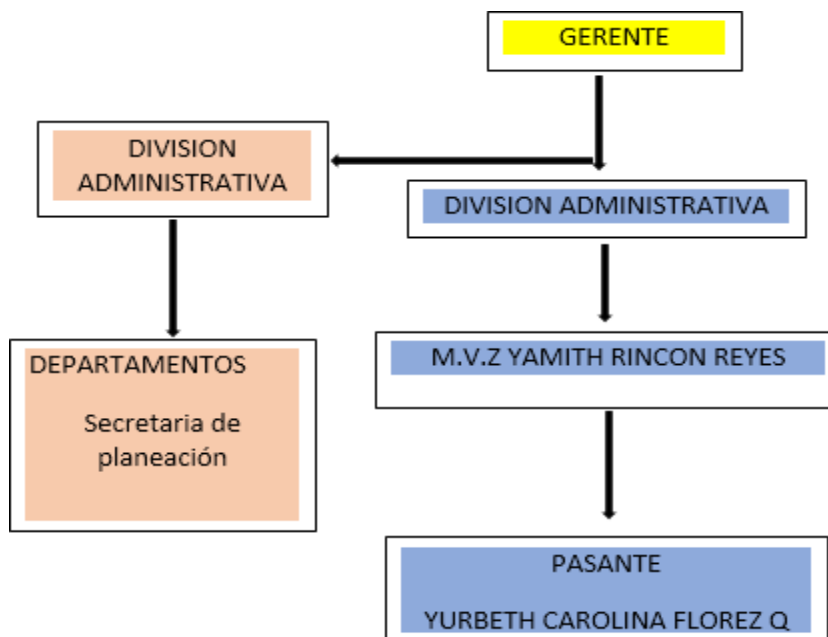 GERENTE
DIVISION
ADMINISTRATIVA
DIVISION ADMINISTRATIVA
DEPARTAMENTOS
Secretaria de
planeación
M.V.Z YAMITH RINCON REYES
PASANTE
YURBETH CAROLINA FLOREZ Q